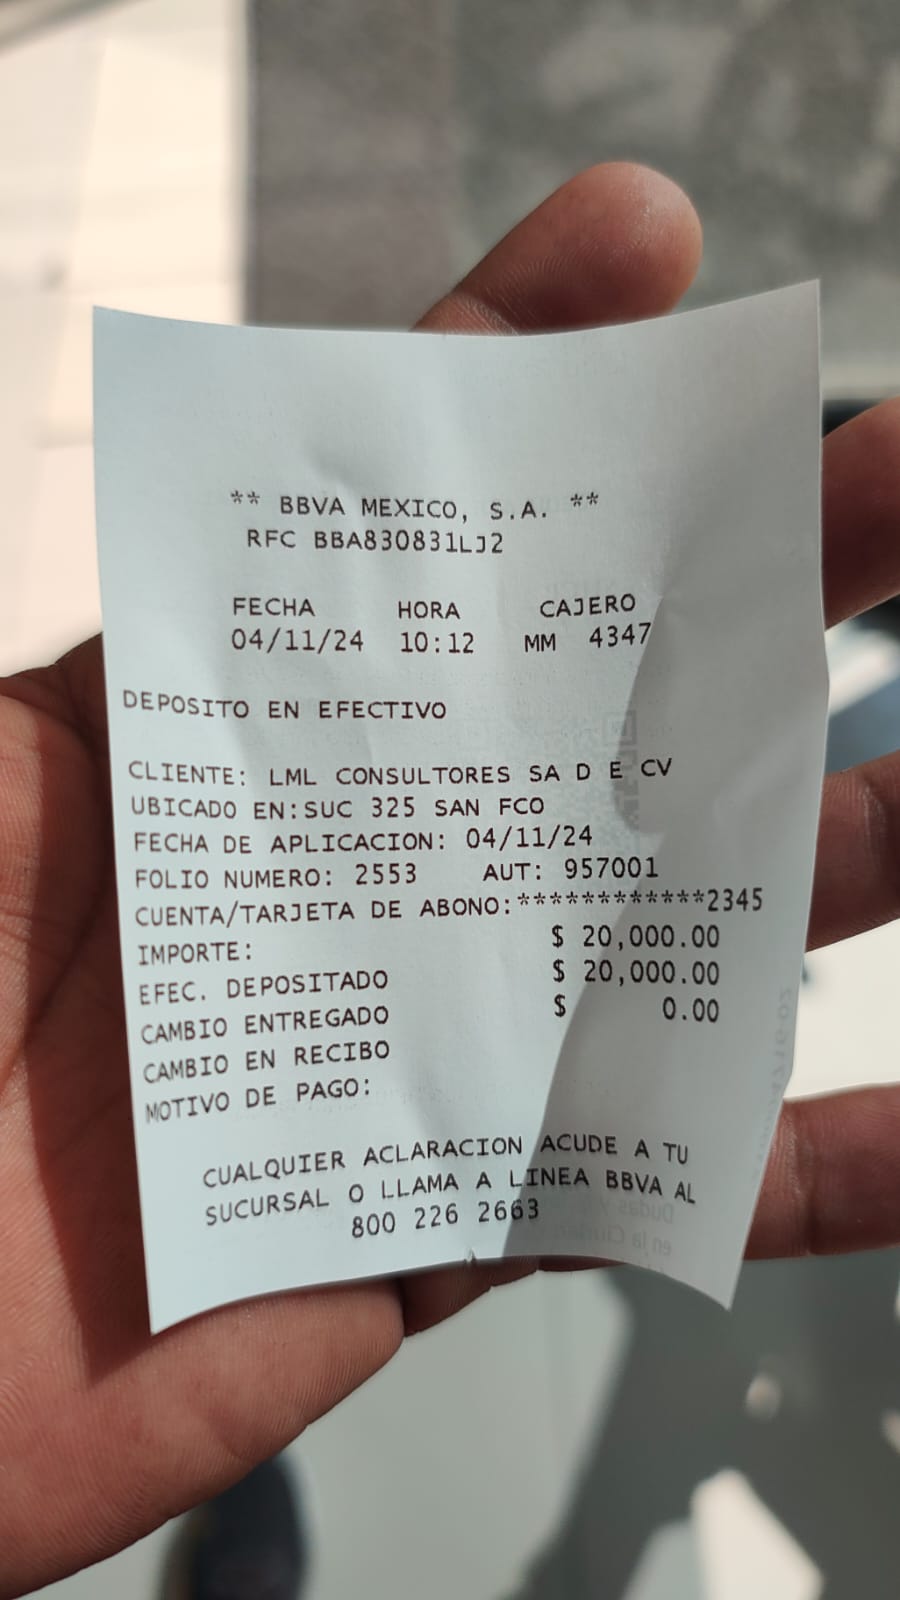 ** BBVA MEXICO, S.A. **
RFC BBA830831LJ2
FECHA HORA CAJERO
04/11/24 10:12 MM 4347
DEPOSITO EN EFECTIVO
CLIENTE: LML CONSULTORES SA D E CV
UBICADO EN:SUC 325 SAN FCO
FECHA DE APLICACION: 04/11/24
FOLIO NUMERO: 2553 AUT: 957001
CUENTA/TARJETA DE ABONO:************2345
IMPORTE: $ 20,000.00
EFEC. DEPOSITADO $ 20,000.00
CAMBIO ENTREGADO $ 0.00
CAMBIO EN RECIBO
MOTIVO DE PAGO:
CUALQUIER ACLARACION ACUDE A TU
SUCURSAL O LLAMA A LINEA BBVA AL
800 226 2663